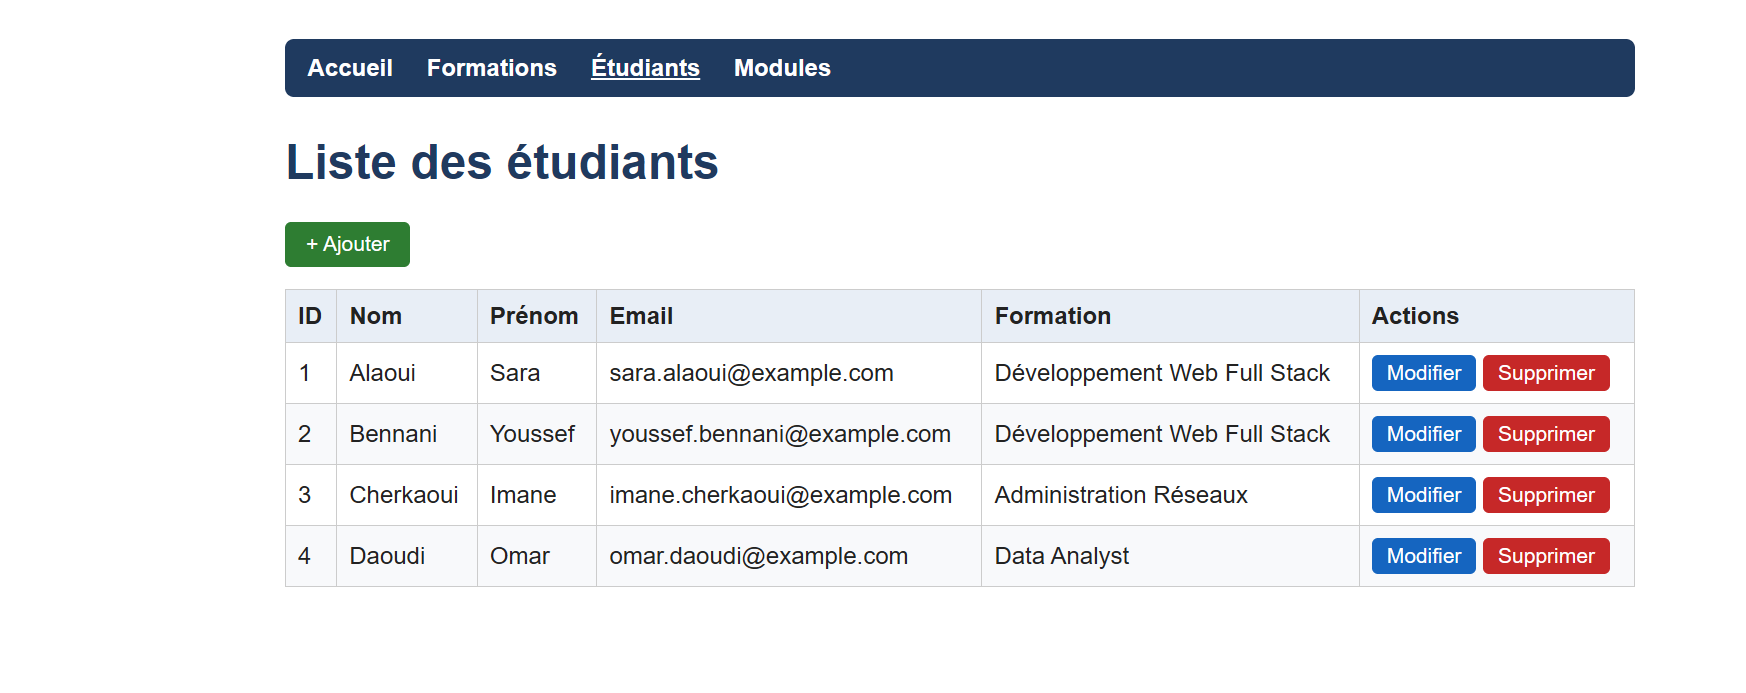 Accueil Formations Étudiants Modules
Liste des étudiants
+ Ajouter
ID Nom Prénom Email Formation Actions
1 Alaoui Sara sara.alaoui@example.com Développement Web Full Stack Modifier Supprimer
2 Bennani Youssef youssef.bennani@example.com Développement Web Full Stack Modifier Supprimer
3 Cherkaoui Imane imane.cherkaoui@example.com Administration Réseaux Modifier Supprimer
4 Daoudi Omar omar.daoudi@example.com Data Analyst Modifier Supprimer